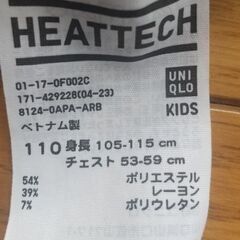 HEATTECH
01-17-0F002C
171-429228(04-23)
8124-0APA-ARB
ベトナム製
UNI
QLO
KIDS
110 身長 105-115 cm
チェスト 53-59 cm
54% ポリエステル
39% レーヨン
7% ポリウレタン